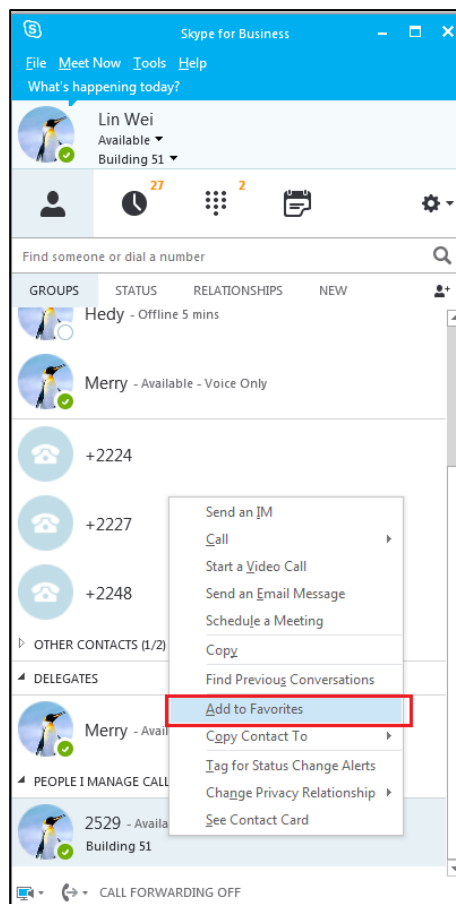 Skype for Business
File Meet Now Tools Help
What's happening today?
Lin Wei
Available
Building 51
27
2
Find someone or dial a number
GROUPS STATUS RELATIONSHIPS NEW
Hedy - Offline 5 mins
Merry - Available - Voice Only
+2224
+2227
+2248
OTHER CONTACTS (1/2)
DELEGATES
Merry - Avail
PEOPLE I MANAGE CALL
2529 - Availa
Building 51
Send an IM
Call
Start a Video Call
Send an Email Message
Schedule a Meeting
Copy
Find Previous Conversations
Add to Favorites
Copy Contact To
Tag for Status Change Alerts
Change Privacy Relationship
See Contact Card
CALL FORWARDING OFF